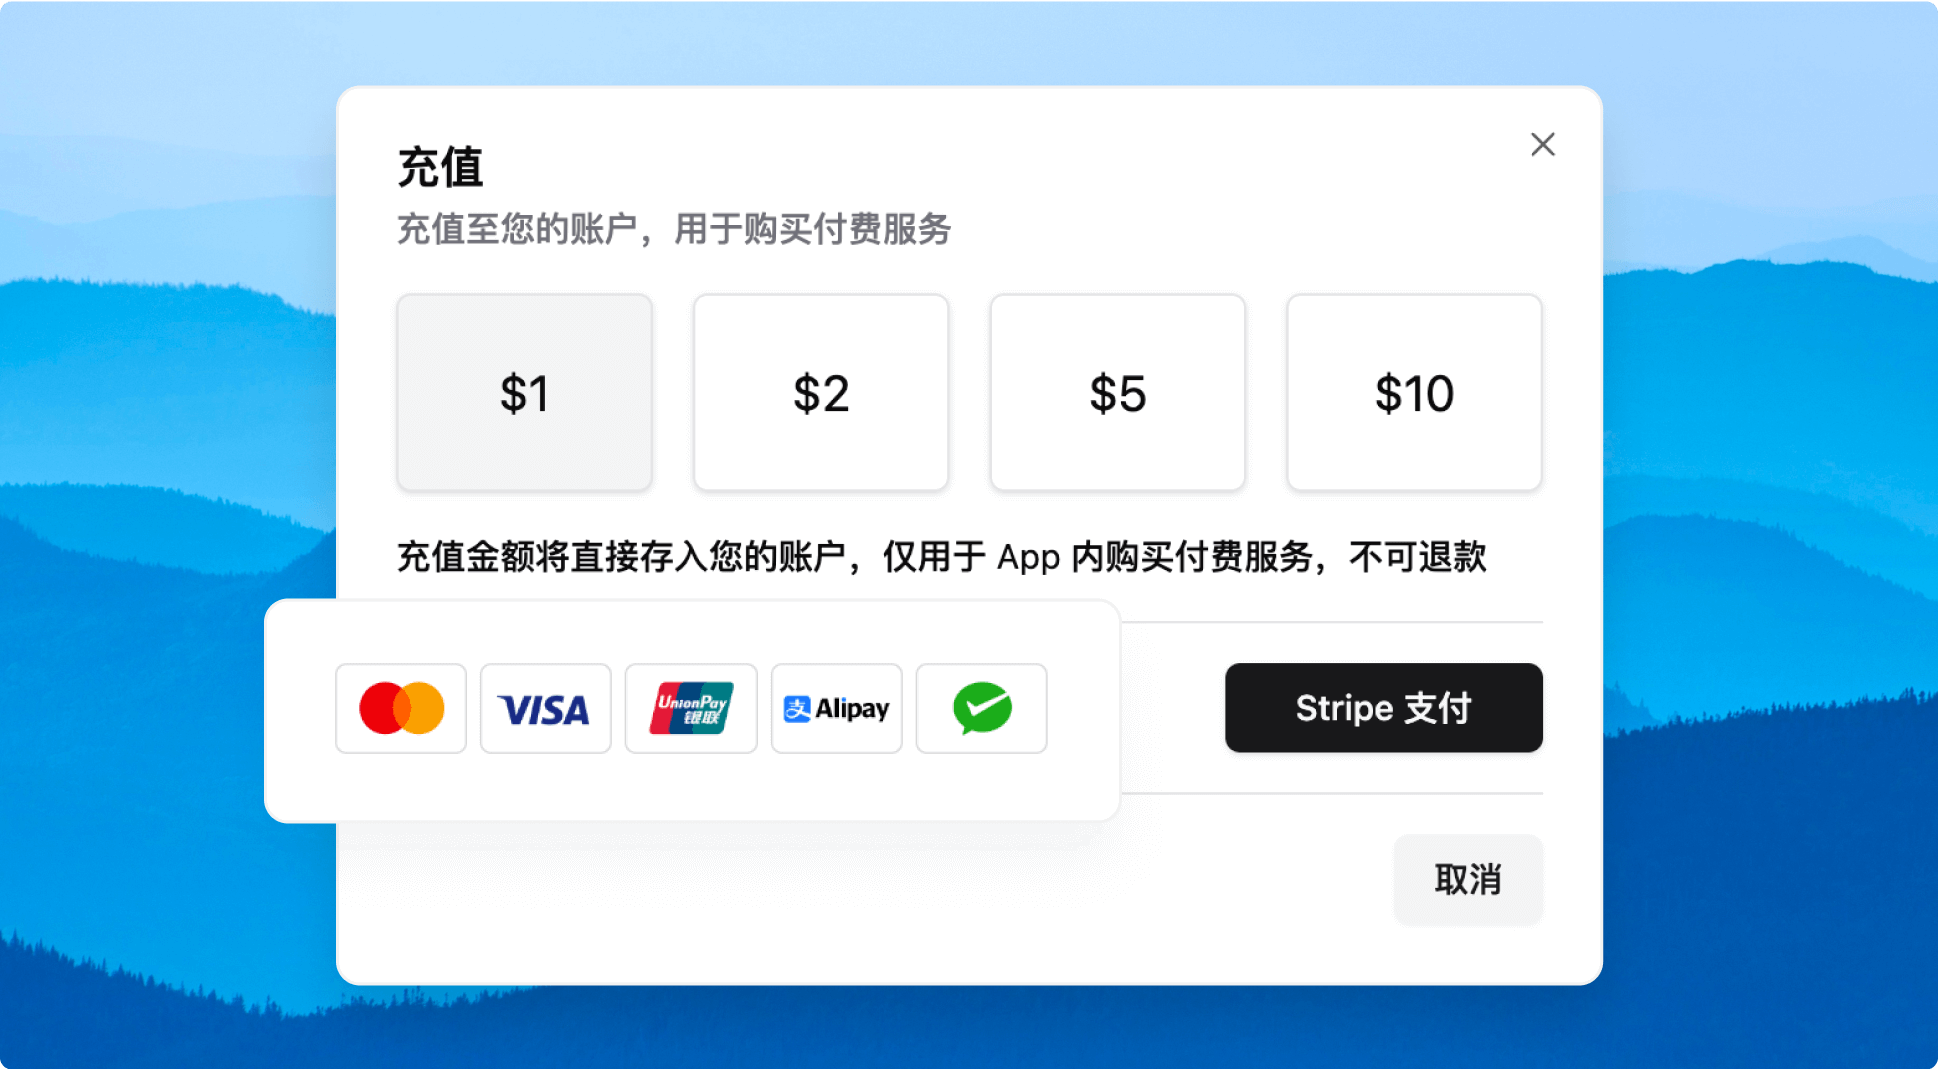 充值
充值至您的账户，用于购买付费服务
$1
$2
$5
$10
充值金额将直接存入您的账户，仅用于 App 内购买付费服务，不可退款
VISA
UnionPay
银联
支 Alipay
Stripe 支付
取消